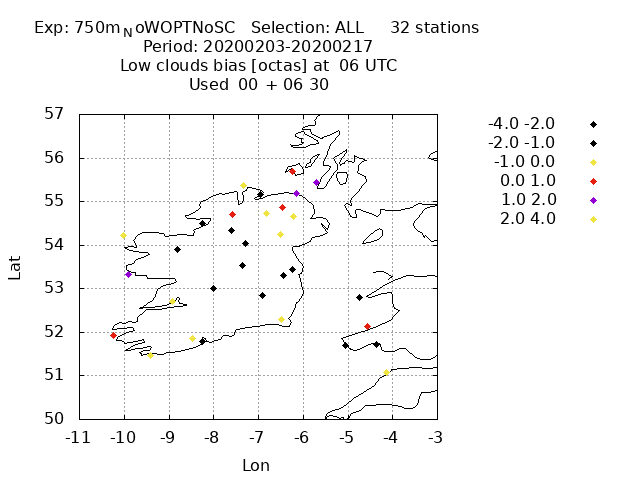 Exp: 750m_NoWOPTNoSC   Selection: ALL     32 stations
Period: 20200203-20200217
Low clouds bias [octas] at  06 UTC
Used  00 + 06 30
-4.0 -2.0
-2.0 -1.0
-1.0 0.0
0.0 1.0
1.0 2.0
2.0 4.0
57
56
55
54
53
52
51
50
Lat
-11 -10 -9 -8 -7 -6 -5 -4 -3
Lon